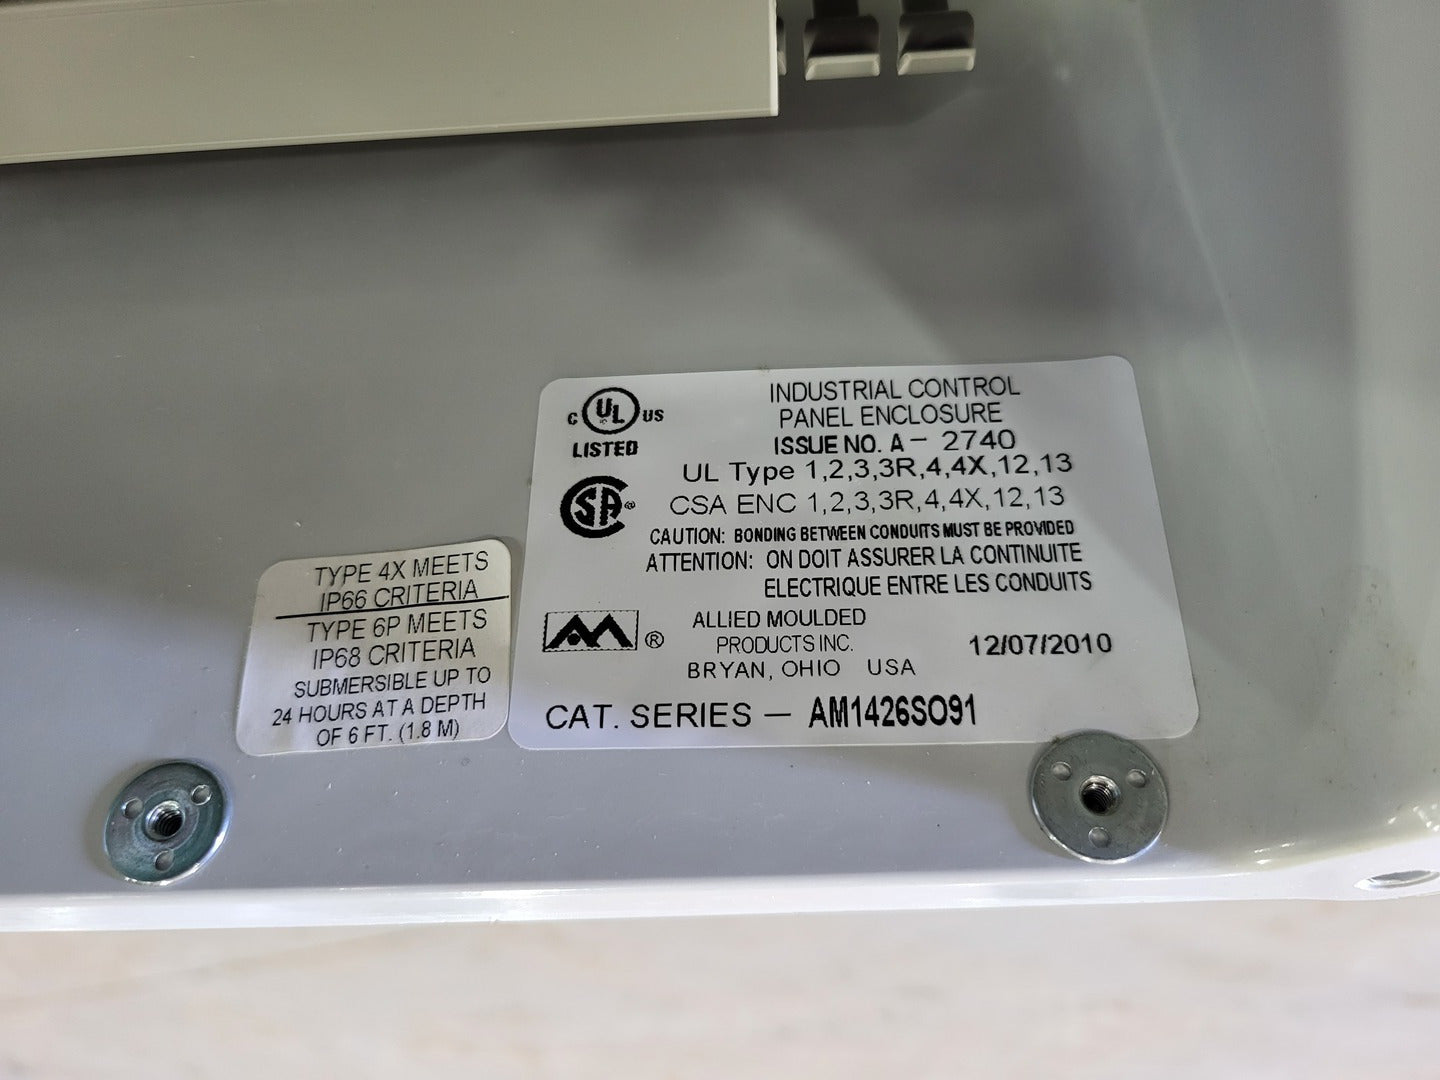 TYPE 4X MEETS
IP66 CRITERIA
TYPE 6P MEETS
IP68 CRITERIA
SUBMERSIBLE UP TO
24 HOURS AT A DEPTH
OF 6 FT. (1.8 M)
C UL US
LISTED
INDUSTRIAL CONTROL
PANEL ENCLOSURE
ISSUE NO. A - 2740
UL Type 1,2,3,3R,4,4X,12,13
CSA ENC 1,2,3,3R,4,4X,12,13
CAUTION: BONDING BETWEEN CONDUITS MUST BE PROVIDED
ATTENTION: ON DOIT ASSURER LA CONTINUITE
ELECTRIQUE ENTRE LES CONDUITS
® ALLIED MOULDED
PRODUCTS INC. 12/07/2010
BRYAN, OHIO USA
CAT. SERIES — AM1426SO91